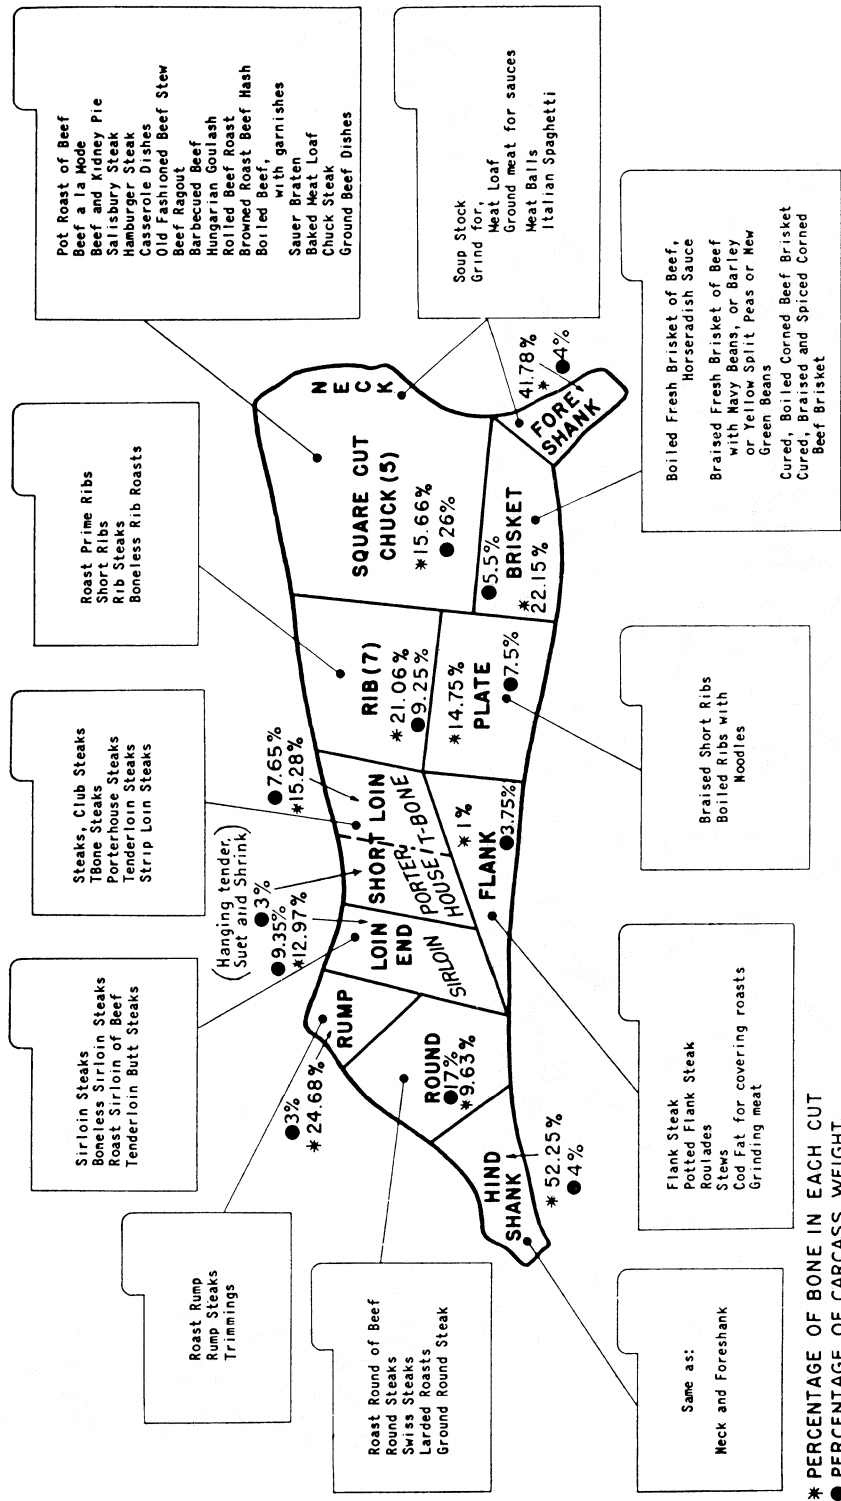 Sirloin Steaks
Boneless Sirloin Steaks
Roast Sirloin of Beef
Tenderloin Butt Steaks
Steaks, Club Steaks
TBone Steaks
Porterhouse Steaks
Tenderloin Steaks
Strip Loin Steaks
Roast Prime Ribs
Short Ribs
Rib Steaks
Boneless Rib Roasts
Pot Roast of Beef
Beef a la Mode
Beef and Kidney Pie
Salisbury Steak
Hamburger Steak
Casserole Dishes
Old Fashioned Beef Stew
Beef Ragout
Barbecued Beef
Hungarian Goulash
Rolled Beef Roast
Browned Roast Beef Hash
Boiled Beef,
with garnishes
Sauer Braten
Baked Meat Loaf
Chuck Steak
Ground Beef Dishes
Roast Rump
Rump Steaks
Trimmings
(Hanging tender,
Suet and Shrink)
●3%
●9.35%
*12.97%
●7.65%
*15.28%
●3%
*24.68%
RUMP
LOIN
END
SIRLOIN
SHORT LOIN
PORTER
HOUSE
T-BONE
RIB (7)
*21.06%
●9.25%
SQUARE CUT
CHUCK (5)
*15.66%
●26%
NECK
ROUND
●17%
*9.63%
HIND
SHANK
*52.25%
●4%
*1%
FLANK
●3.75%
*14.75%
PLATE
●7.5%
●5.5%
BRISKET
*
22.15%
FORE
SHANK
41.78%
*
●4%
Soup Stock
Grind for,
Meat Loaf
Ground meat for sauces
Meat Balls
Italian Spaghetti
Roast Round of Beef
Round Steaks
Swiss Steaks
Larded Roasts
Ground Round Steak
Same as:
Neck and Foreshank
Flank Steak
Potted Flank Steak
Roulades
Stews
Cod Fat for covering roasts
Grinding meat
Braised Short Ribs
Boiled Ribs with
Noodles
Boiled Fresh Brisket of Beef,
Horseradish Sauce
Braised Fresh Brisket of Beef
with Navy Beans, or Barley
or Yellow Split Peas or New
Green Beans
Cured, Boiled Corned Beef Brisket
Cured, Braised and Spiced Corned
Beef Brisket
* PERCENTAGE OF BONE IN EACH CUT
● PERCENTAGE OF CARCASS WEIGHT